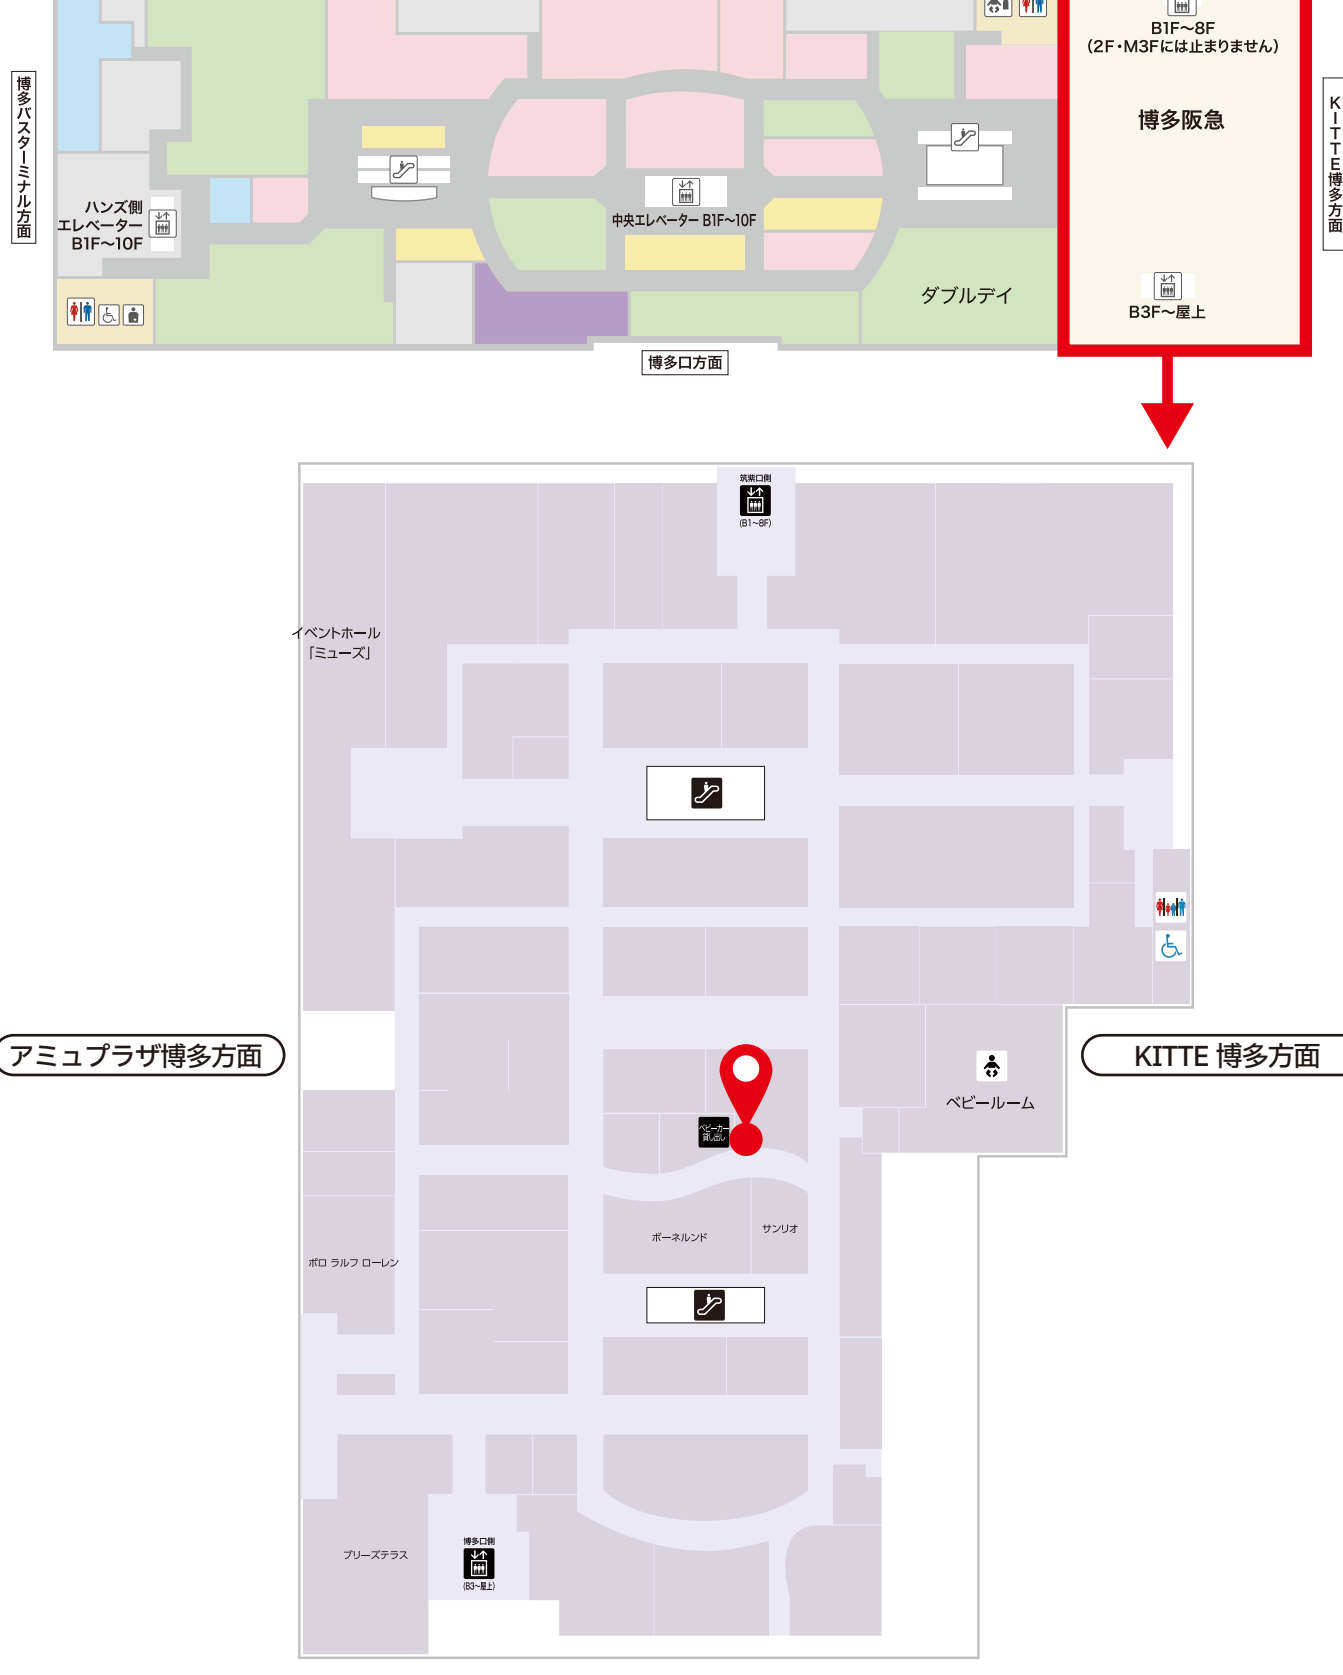 B1F〜8F
（2F・M3Fには止まりません）
博多バスターミナル方面
KITTE博多方面
博多阪急
ハンズ側
エレベーター
B1F〜10F
中央エレベーター B1F〜10F
ダブルデイ
B3F〜屋上
博多口方面
筑紫口側
(B1〜8F)
イベントホール
「ミューズ」
アミュプラザ博多方面
KITTE 博多方面
ベビールーム
ベビーカー
貸し出し
ボーネルンド
サンリオ
ポロ ラルフ ローレン
博多口側
(B3〜屋上)
ブリーズテラス